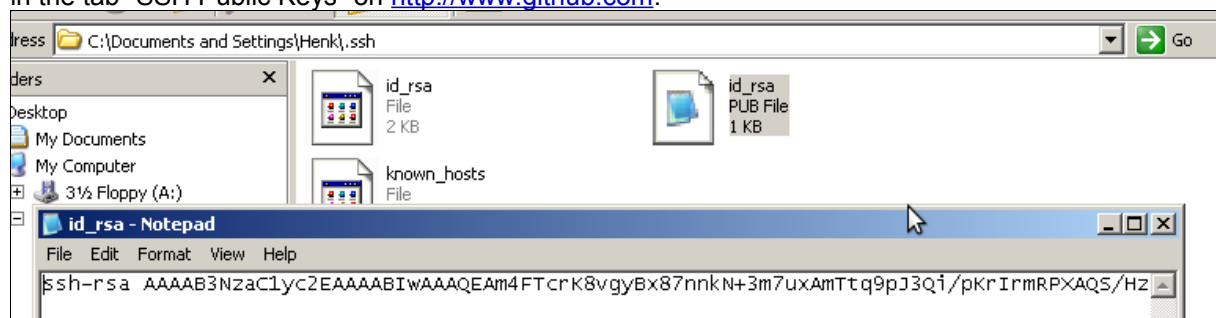 in the tab "SSH Public Keys" on http://www.github.com.
dress C:\Documents and Settings\Henk\.ssh Go
ders
Desktop
My Documents
My Computer
3½ Floppy (A:)
id_rsa
File
2 KB
id_rsa
PUB File
1 KB
known_hosts
File
id_rsa - Notepad
File Edit Format View Help
ssh-rsa AAAAB3NzaC1yc2EAAAABIwAAAQEAm4FTcrK8vgyBx87nnkN+3m7uxAmTtq9pJ3Qi/pKrIrmRPXAQS/Hz